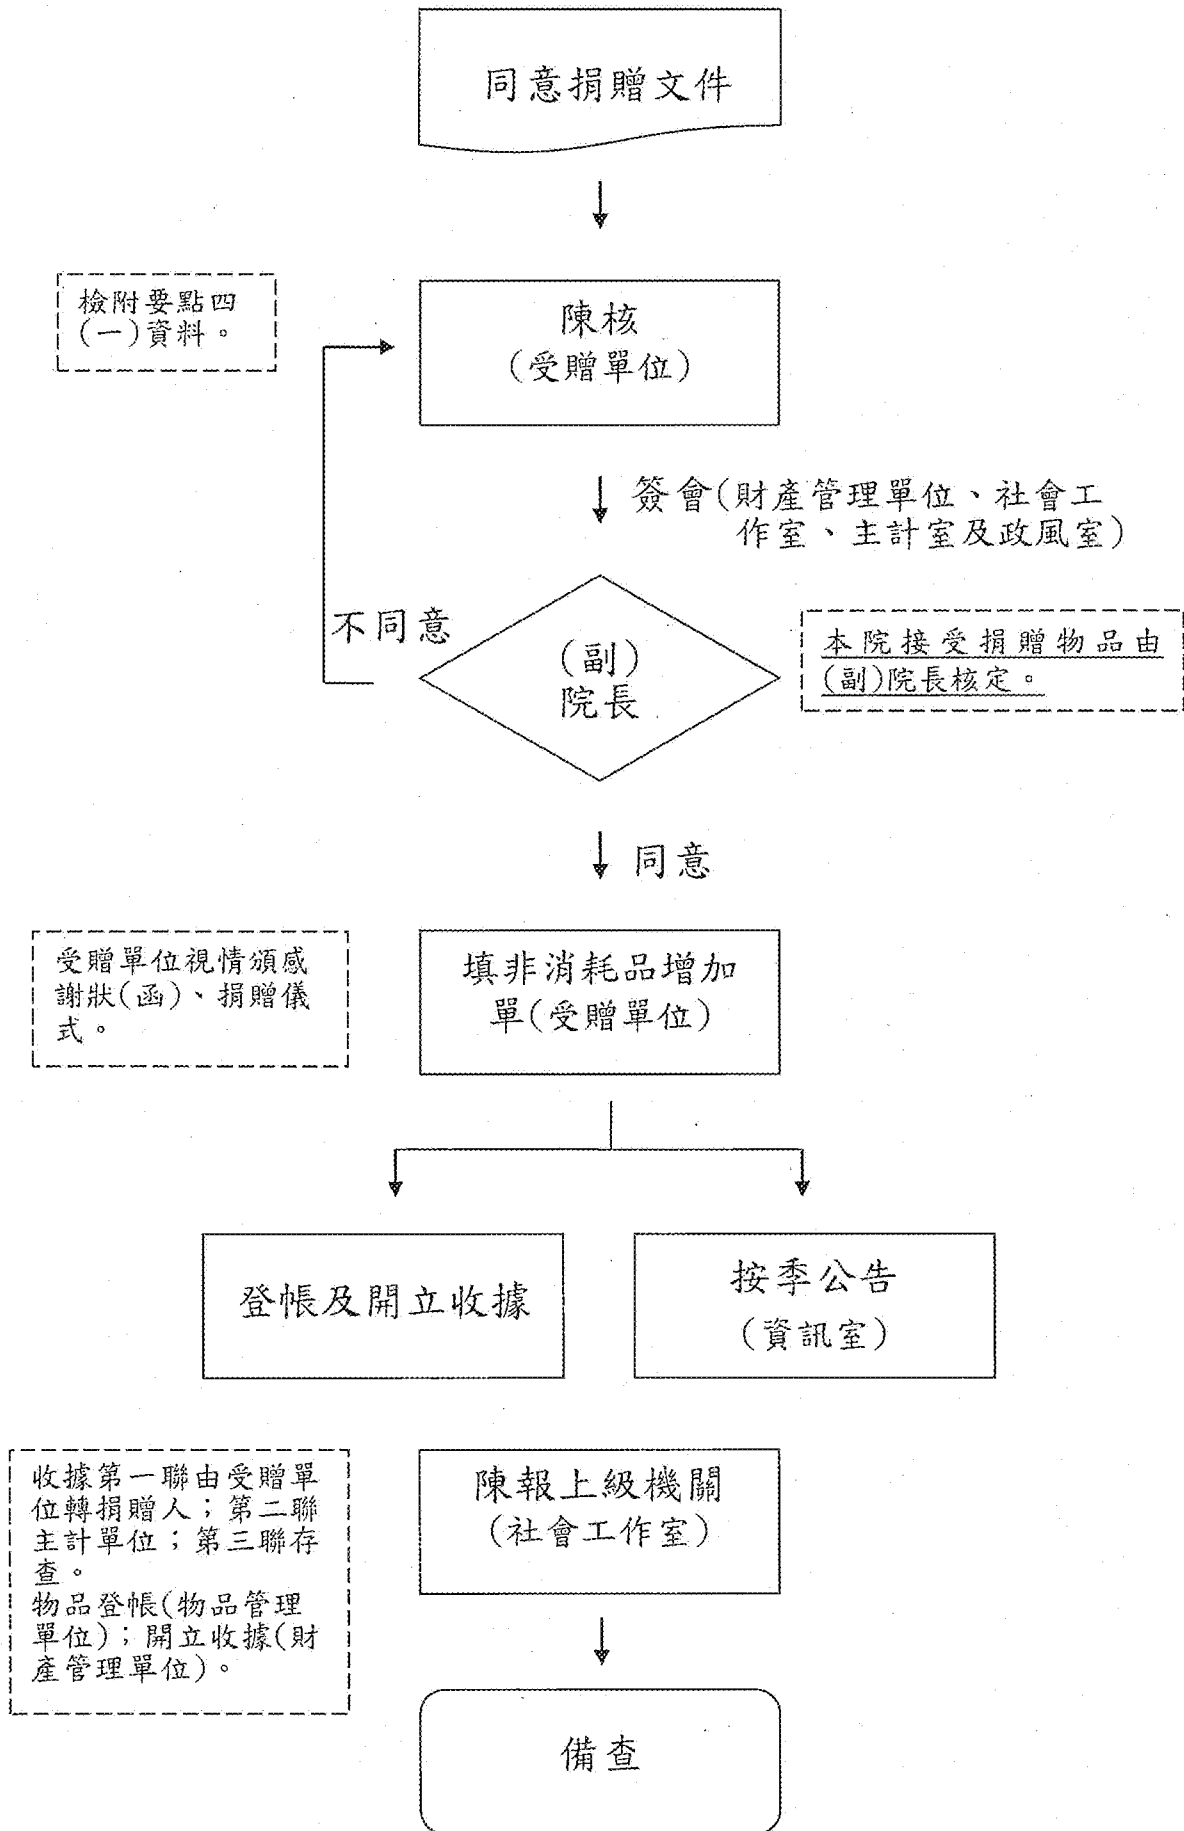 同意捐贈文件
檢附要點四
(一)資料。
陳核
(受贈單位)
簽會(財產管理單位、社會工
作室、主計室及政風室)
不同意
(副)
院長
本院接受捐贈物品由
(副)院長核定。
同意
受贈單位視情頒感
謝狀(函)、捐贈儀
式。
填非消耗品增加
單(受贈單位)
登帳及開立收據
按季公告
(資訊室)
收據第一聯由受贈單
位轉捐贈人;第二聯
主計單位;第三聯存
查。
物品登帳(物品管理
單位);開立收據(財
產管理單位)。
陳報上級機關
(社會工作室)
備查